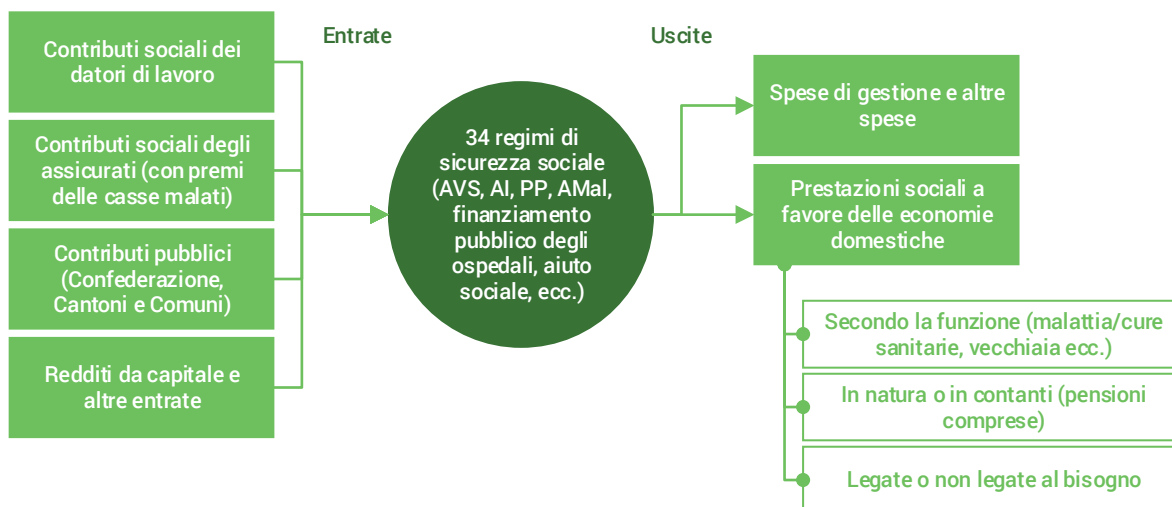 Entrate
Uscite
Contributi sociali dei
datori di lavoro
Contributi sociali degli
assicurati (con premi
delle casse malati)
Contributi pubblici
(Confederazione,
Cantoni e Comuni)
Redditi da capitale e
altre entrate
34 regimi di
sicurezza sociale
(AVS, AI, PP, AMal,
finanziamento
pubblico degli
ospedali, aiuto
sociale, ecc.)
Spese di gestione e altre
spese
Prestazioni sociali a
favore delle economie
domestiche
Secondo la funzione (malattia/cure
sanitarie, vecchiaia ecc.)
In natura o in contanti (pensioni
comprese)
Legate o non legate al bisogno